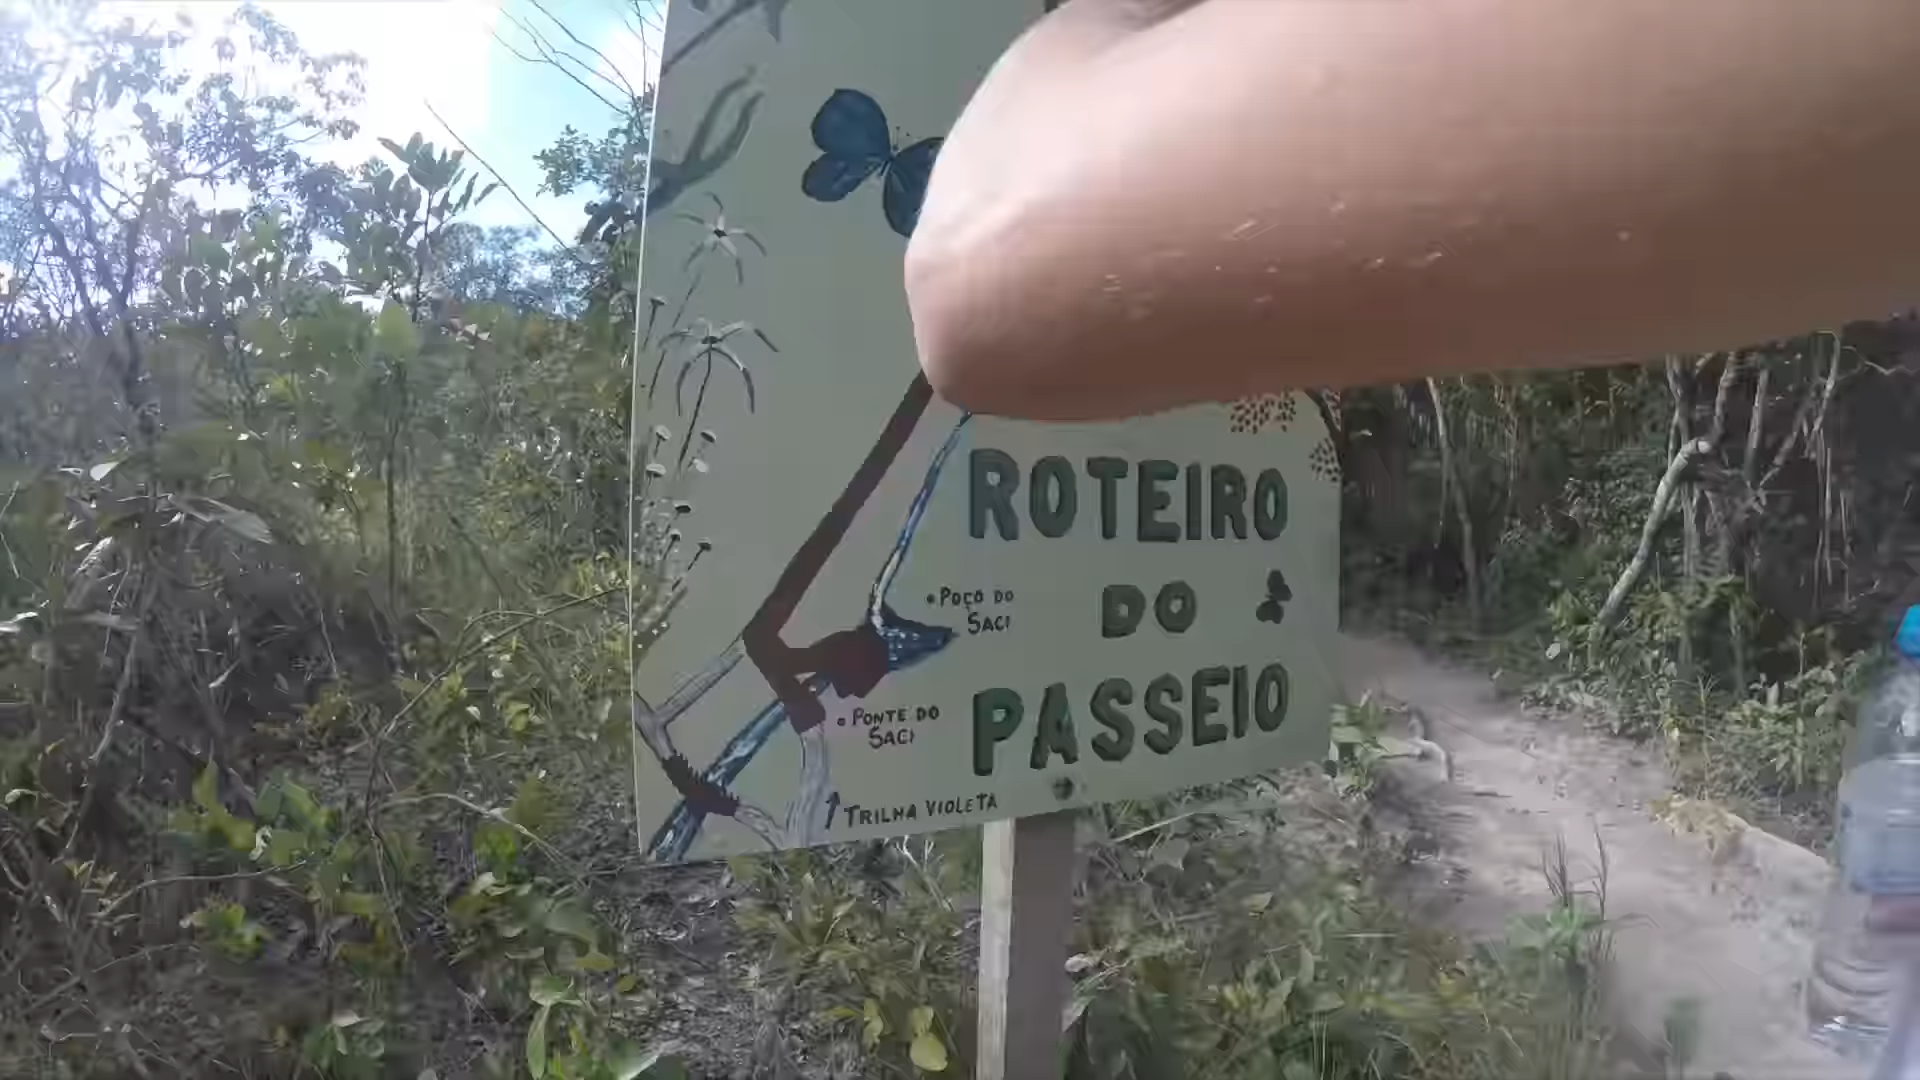 ROTEIRO
DO
PASSEIO
POÇO DO
SACI
PONTE DO
SACI
TRILHA VIOLETA